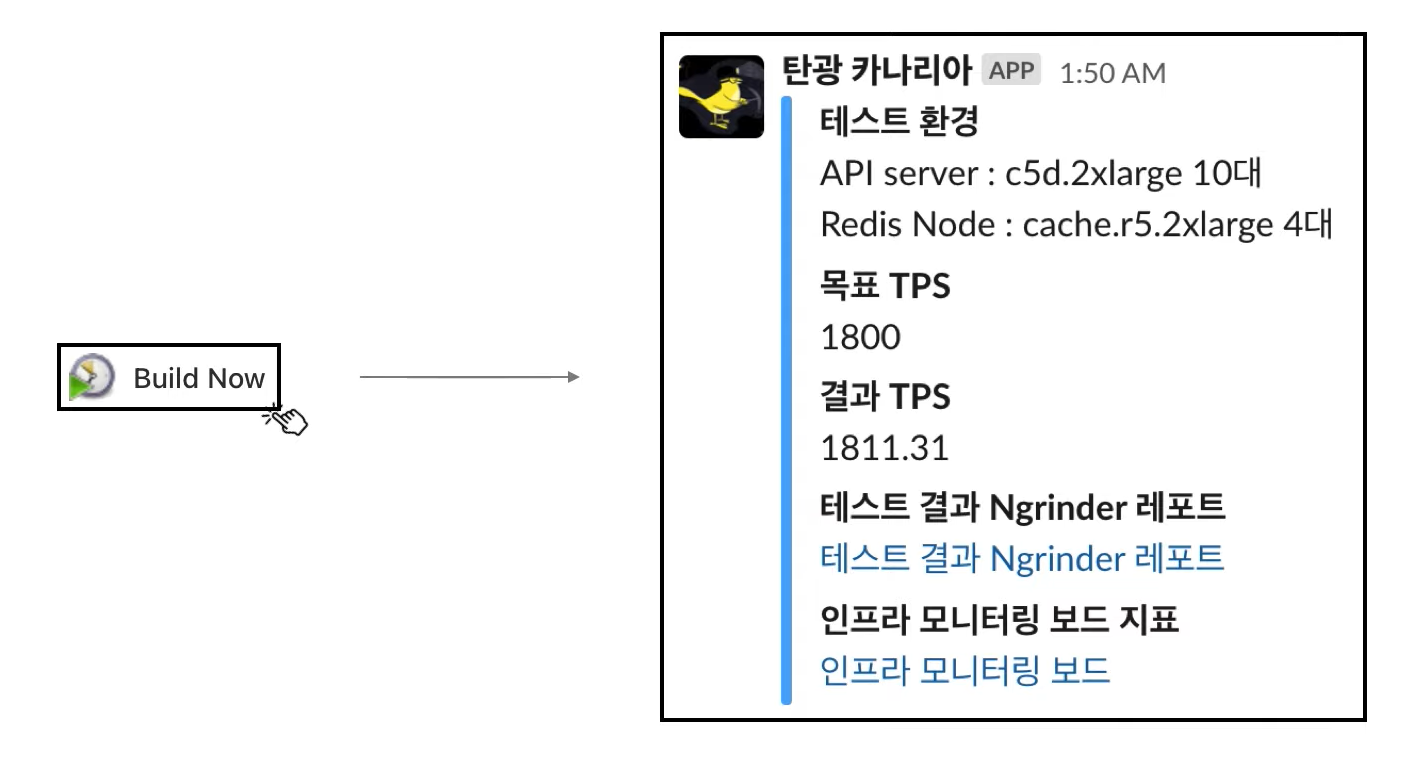 Build Now
탄광 카나리아 APP 1:50 AM
테스트 환경
API server : c5d.2xlarge 10대
Redis Node : cache.r5.2xlarge 4대
목표 TPS
1800
결과 TPS
1811.31
테스트 결과 Ngrinder 레포트
테스트 결과 Ngrinder 레포트
인프라 모니터링 보드 지표
인프라 모니터링 보드